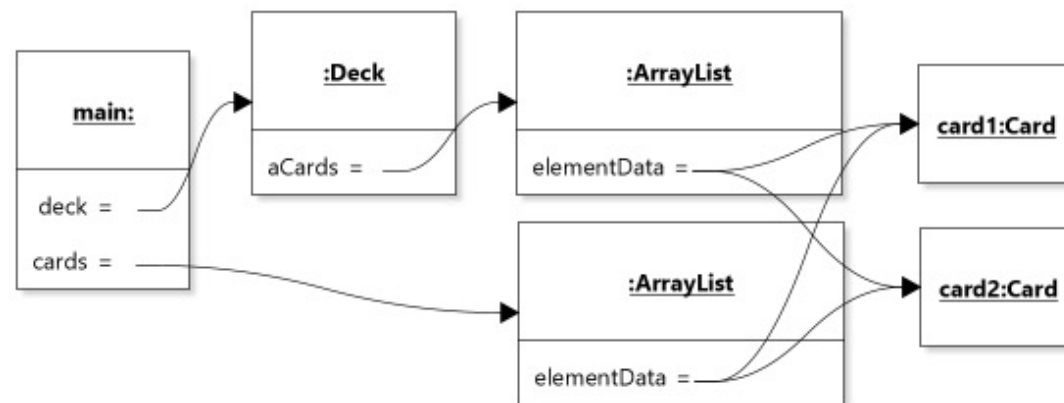 main:
deck =
cards =
:Deck
aCards =
:ArrayList
elementData =
:ArrayList
elementData =
card1:Card
card2:Card